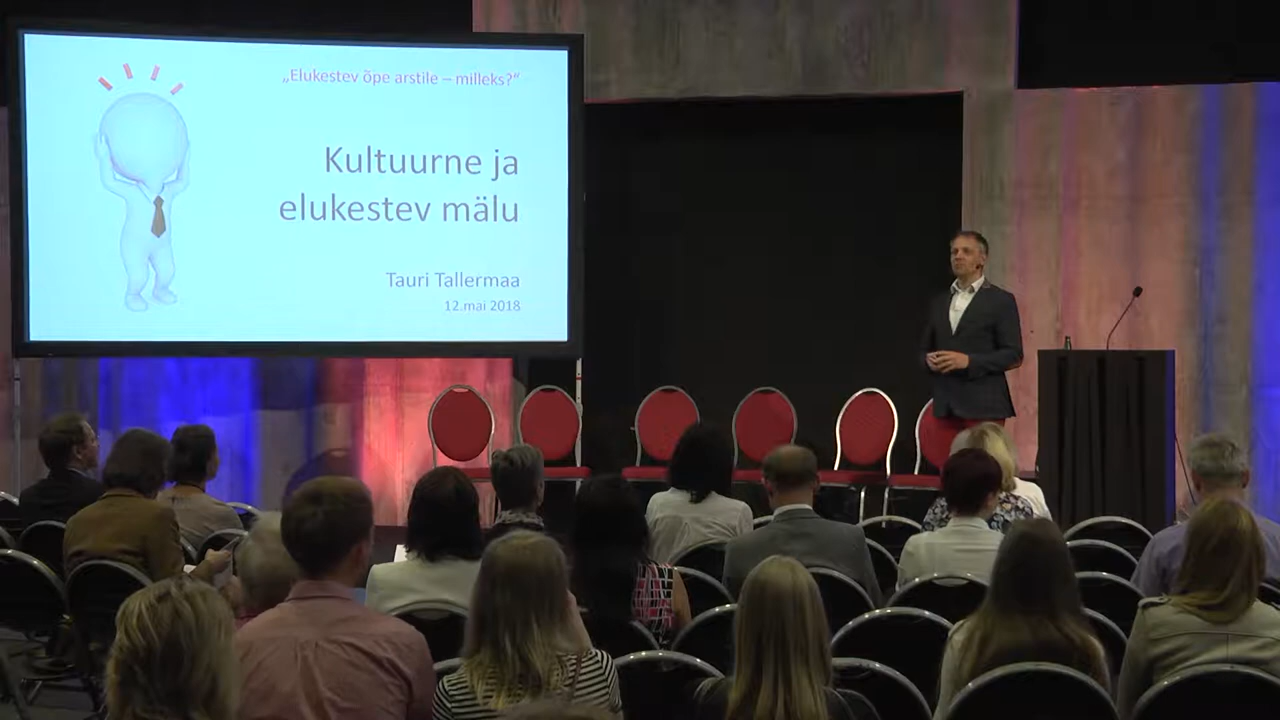 „Elukestev õpe arstile – milleks?“
Kultuurne ja
elukestev mälu
Tauri Tallermaa
12.mai 2018